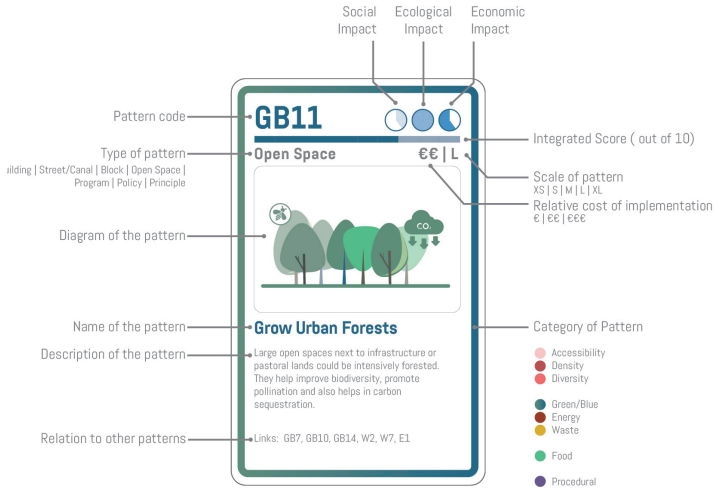 Social Impact
Ecological Impact
Economic Impact
Pattern code
GB11
Integrated Score ( out of 10)
Type of pattern
ilding | Street/Canal | Block | Open Space |
Program | Policy | Principle
Open Space
€€ | L
Scale of pattern
XS | S | M | L | XL
Relative cost of implementation
€ | €€ | €€€
Diagram of the pattern
CO₂
Name of the pattern
Grow Urban Forests
Category of Pattern
Description of the pattern
Large open spaces next to infrastructure or
pastoral lands could be intensively forested.
They help improve biodiversity, promote
pollination and also helps in carbon
sequestration.
Accessibility
Density
Diversity
Green/Blue
Energy
Waste
Food
Procedural
Relation to other patterns
Links: GB7, GB10, GB14, W2, W7, E1